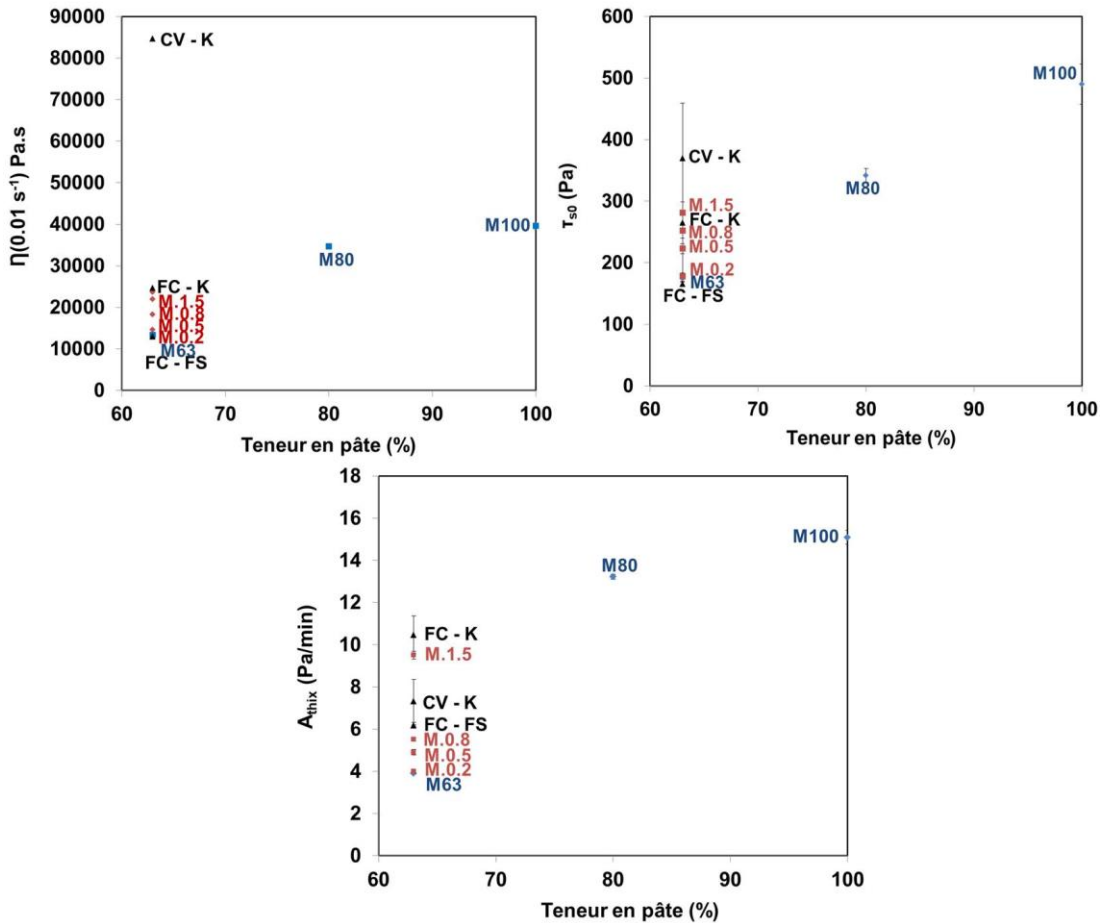 90000
80000
70000
60000
50000
40000
30000
20000
10000
0
η(0.01 s⁻¹) Pa.s
CV - K
M100
M80
FC - K
M.1.5
M.0.8
M.0.5
M.0.2
M63
FC - FS
60 70 80 90 100
Teneur en pâte (%)
600
500
400
300
200
100
0
τs0 (Pa)
M100
CV - K
M80
M.1.5
FC - K
M.0.8
M.0.5
M.0.2
M63
FC - FS
60 70 80 90 100
Teneur en pâte (%)
18
16
14
12
10
8
6
4
2
0
Athix (Pa/min)
M100
M80
FC - K
M.1.5
CV - K
FC - FS
M.0.8
M.0.5
M.0.2
M63
60 70 80 90 100
Teneur en pâte (%)